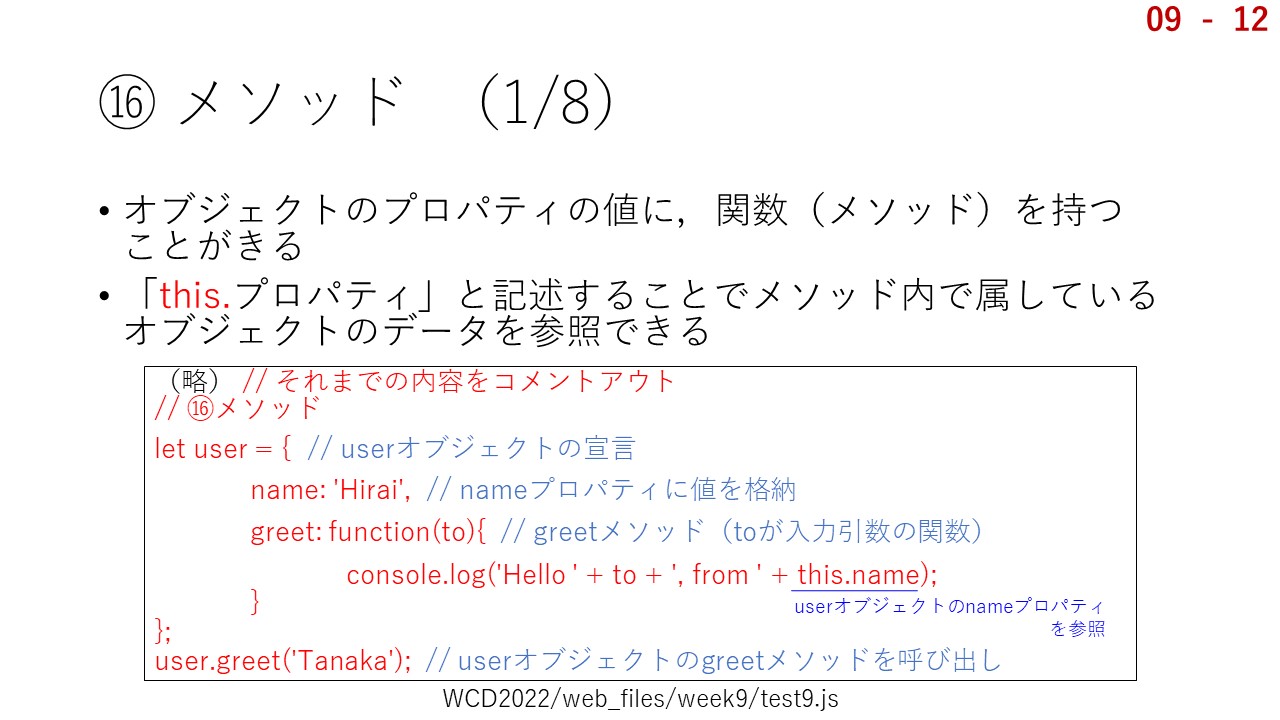 09 - 12
⑯ メソッド （1/8）
• オブジェクトのプロパティの値に，関数（メソッド）を持つ
ことがきる
• 「this.プロパティ」と記述することでメソッド内で属している
オブジェクトのデータを参照できる
（略） // それまでの内容をコメントアウト
// ⑯メソッド
let user = { // userオブジェクトの宣言
name: 'Hirai', // nameプロパティに値を格納
greet: function(to){ // greetメソッド（toが入力引数の関数）
console.log('Hello ' + to + ', from ' + this.name);
}
userオブジェクトのnameプロパティ
を参照
};
user.greet('Tanaka'); // userオブジェクトのgreetメソッドを呼び出し
WCD2022/web_files/week9/test9.js